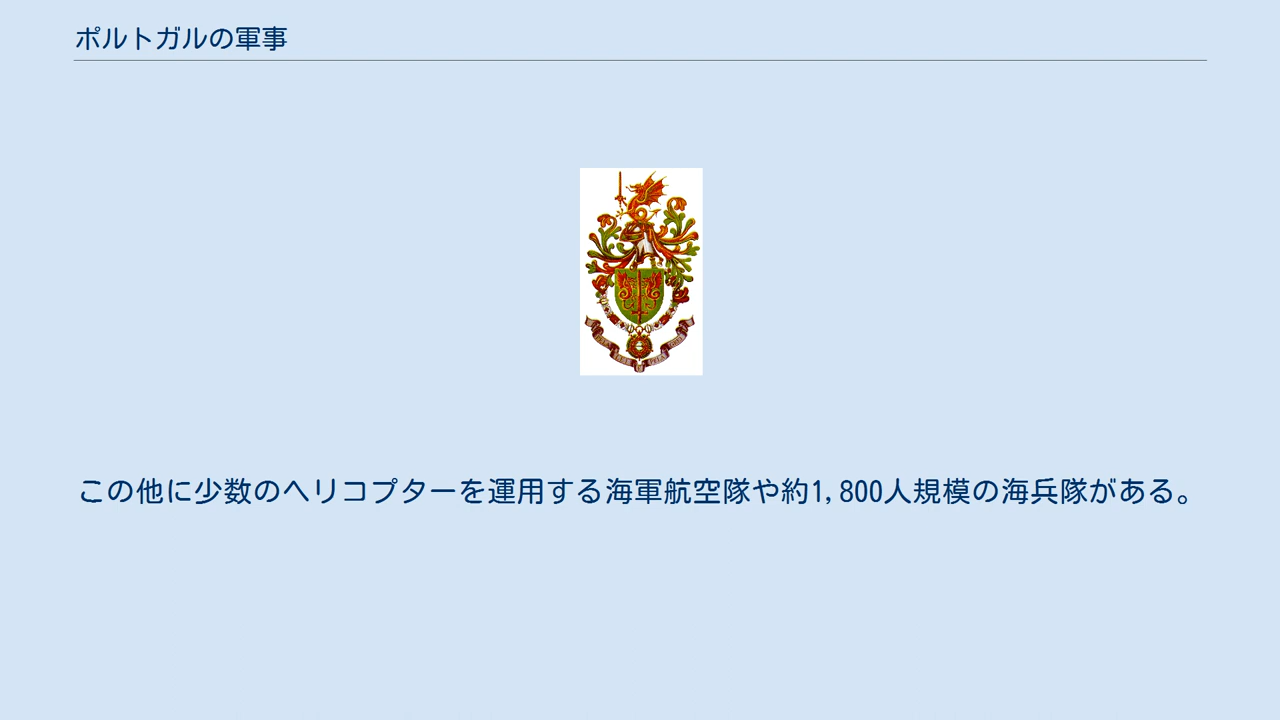 ポルトガルの軍事
この他に少数のヘリコプターを運用する海軍航空隊や約1,800人規模の海兵隊がある。